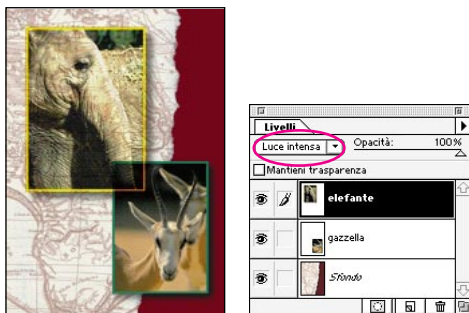 Livelli
Luce intensa Opacità: 100%
Mantieni trasparenza
elefante
gazzella
Sfondo